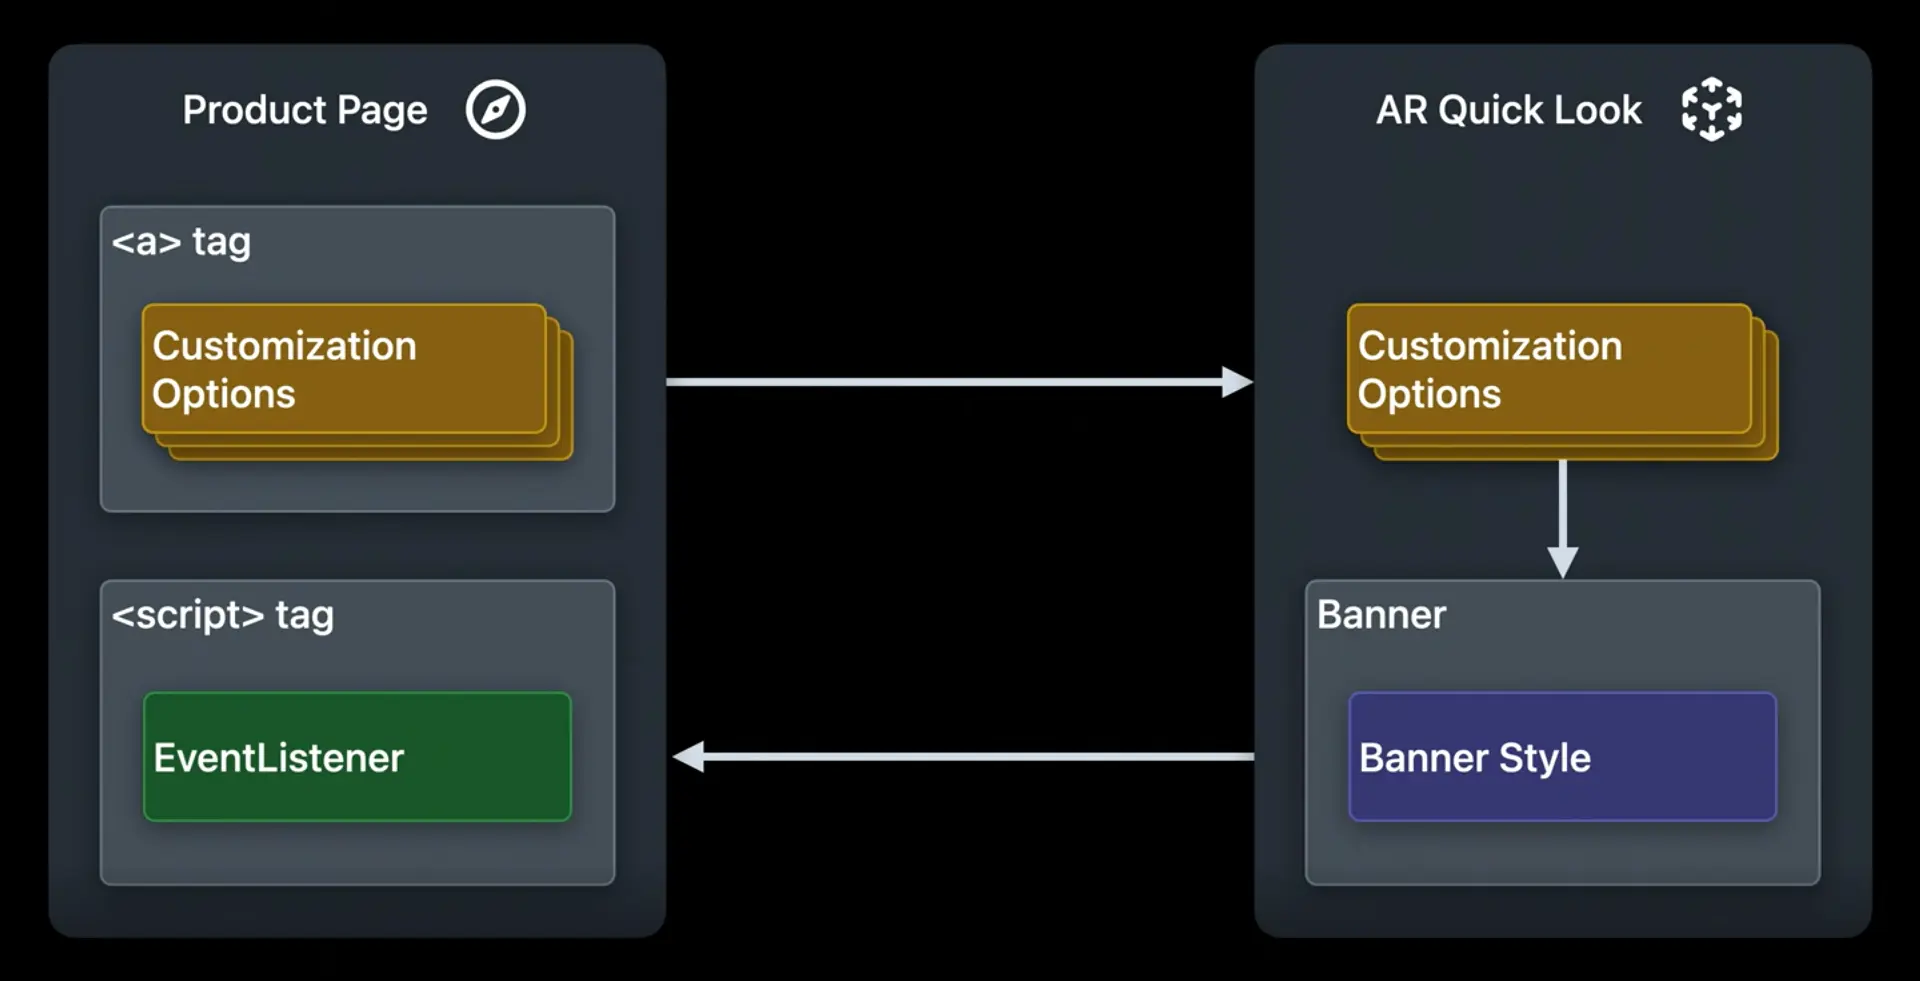 Product Page
<a> tag
Customization
Options
<script> tag
EventListener
AR Quick Look
Customization
Options
Banner
Banner Style